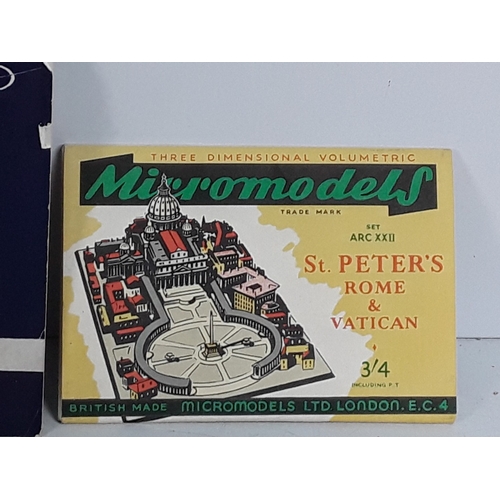 THREE DIMENSIONAL VOLUMETRIC
Micromodels
TRADE MARK
SET
ARC XXII
St. PETER'S
ROME
&
VATICAN
3/4
INCLUDING P.T
BRITISH MADE MICROMODELS LTD LONDON. E.C.4